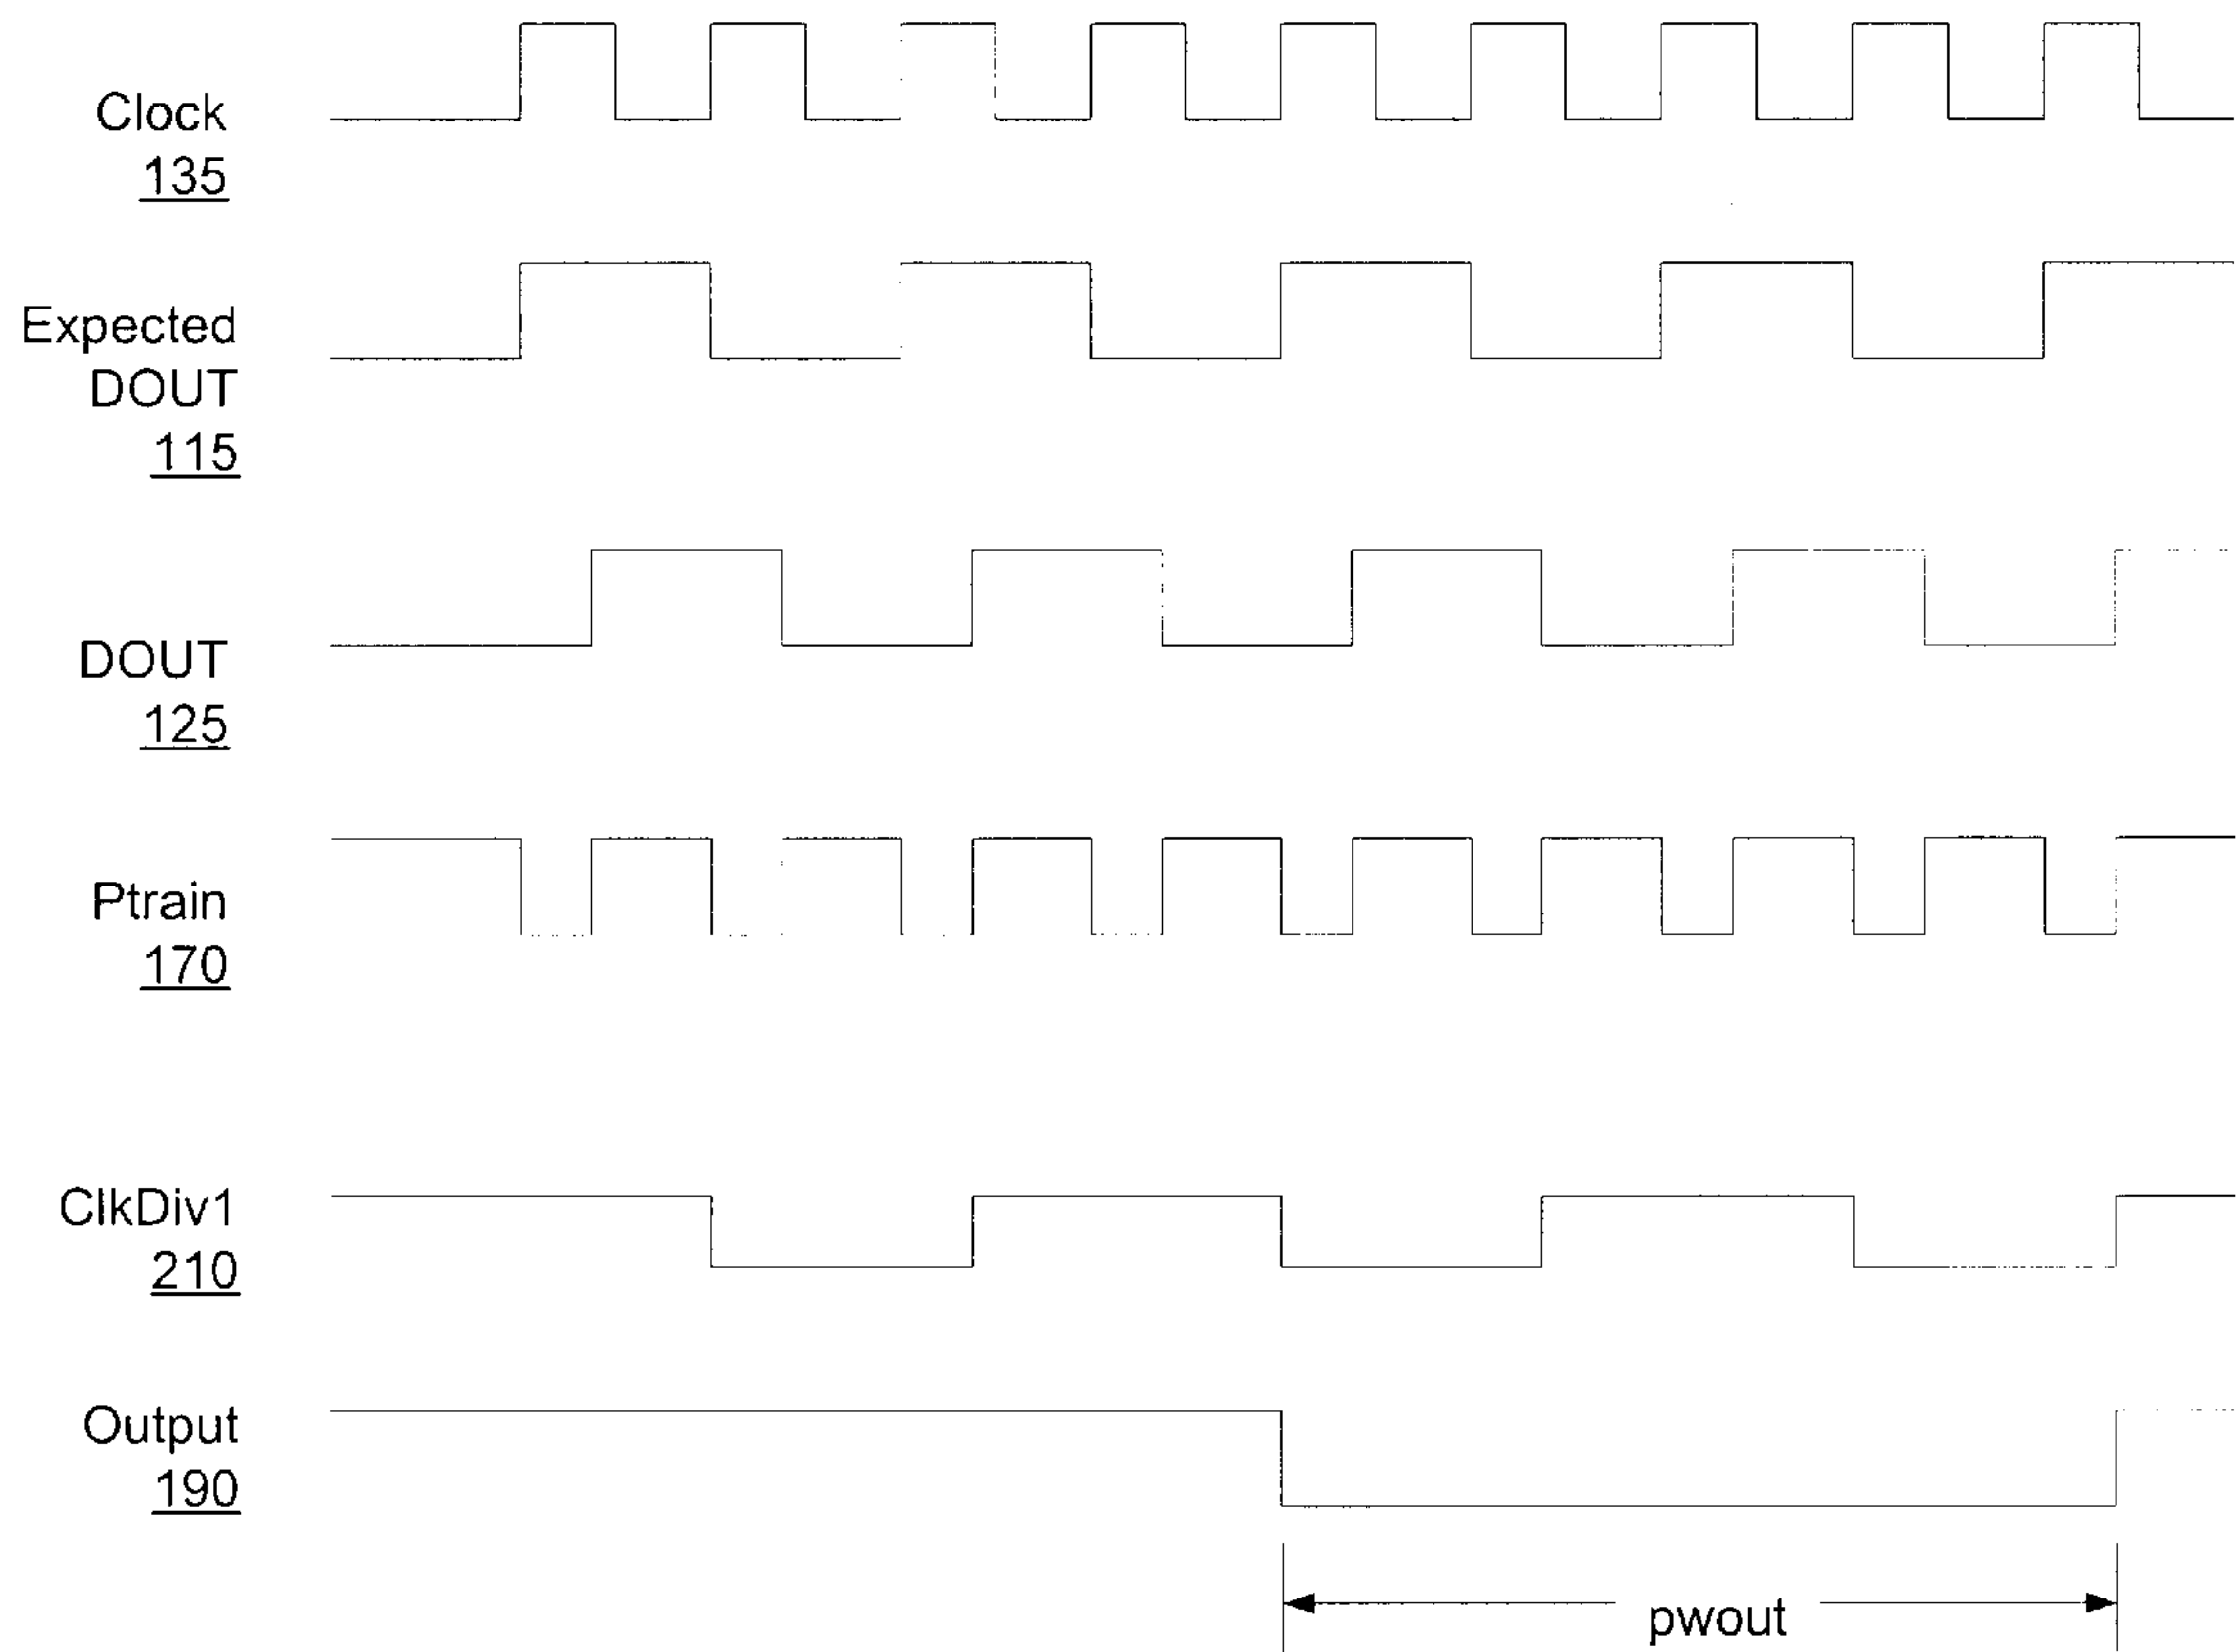 Clock
135
Expected
DOUT
115
DOUT
125
Ptrain
170
ClkDiv1
210
Output
190
pwout